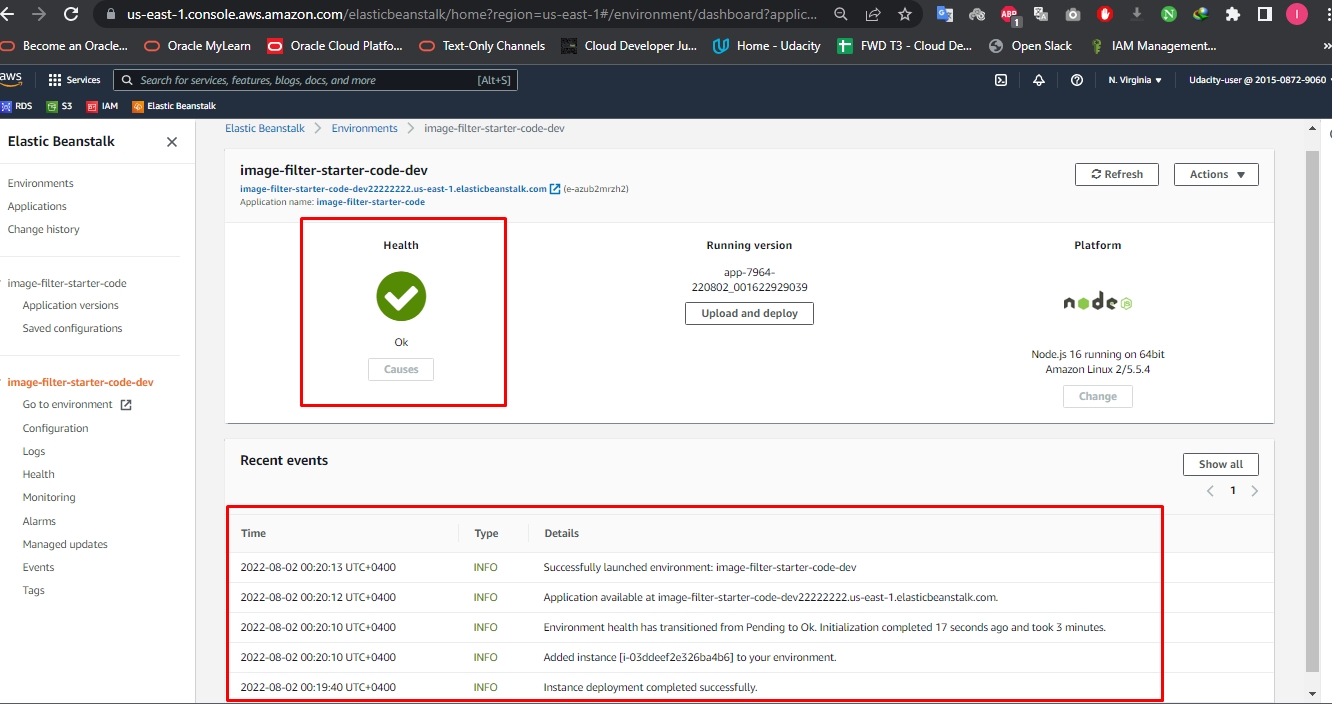 us-east-1.console.aws.amazon.com/elasticbeanstalk/home?region=us-east-1#/environment/dashboard?applic...
Become an Oracle... Oracle MyLearn Oracle Cloud Platfo... Text-Only Channels Cloud Developer Ju... Home - Udacity FWD T3 - Cloud De... Open Slack IAM Management... »
aws Services Search for services, features, blogs, docs, and more [Alt+S] N. Virginia ▼ Udacity-user @ 2015-0872-9060
RDS S3 IAM Elastic Beanstalk
Elastic Beanstalk
Environments
Applications
Change history
image-filter-starter-code
Application versions
Saved configurations
image-filter-starter-code-dev
Go to environment
Configuration
Logs
Health
Monitoring
Alarms
Managed updates
Events
Tags
Elastic Beanstalk > Environments > image-filter-starter-code-dev
image-filter-starter-code-dev
image-filter-starter-code-dev22222222.us-east-1.elasticbeanstalk.com (e-azub2mrzh2)
Application name: image-filter-starter-code
Refresh
Actions ▼
Health
Ok
Causes
Running version
app-7964-
220802_001622929039
Upload and deploy
Platform
node
Node.js 16 running on 64bit
Amazon Linux 2/5.5.4
Change
Recent events
Show all
< 1 >
Time Type Details
2022-08-02 00:20:13 UTC+0400 INFO Successfully launched environment: image-filter-starter-code-dev
2022-08-02 00:20:12 UTC+0400 INFO Application available at image-filter-starter-code-dev22222222.us-east-1.elasticbeanstalk.com.
2022-08-02 00:20:10 UTC+0400 INFO Environment health has transitioned from Pending to Ok. Initialization completed 17 seconds ago and took 3 minutes.
2022-08-02 00:20:10 UTC+0400 INFO Added instance [i-03ddeef2e326ba4b6] to your environment.
2022-08-02 00:19:40 UTC+0400 INFO Instance deployment completed successfully.